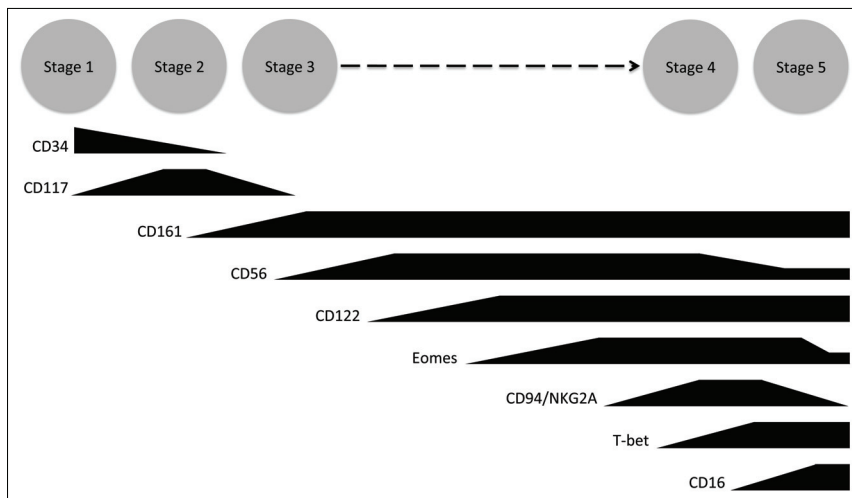 Stage 1
Stage 2
Stage 3
Stage 4
Stage 5
CD34
CD117
CD161
CD56
CD122
Eomes
CD94/NKG2A
T-bet
CD16